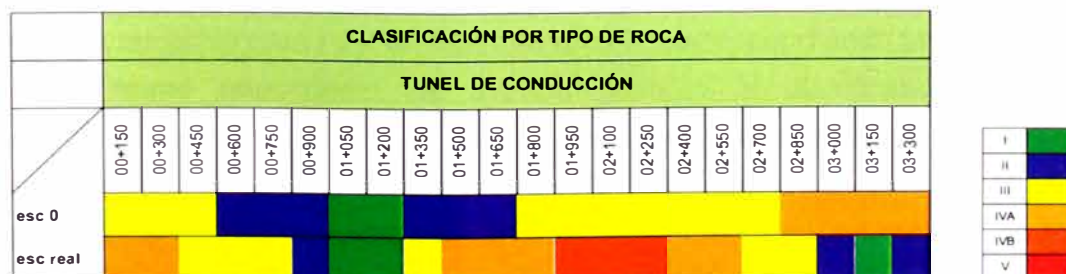 CLASIFICACIÓN POR TIPO DE ROCA
TUNEL DE CONDUCCIÓN
00+150 00+300 00+450 00+600 00+750 00+900 01+050 01+200 01+350 01+500 01+650 01+800 01+950 02+100 02+250 02+400 02+550 02+700 02+850 03+000 03+150 03+300
esc 0
esc real
I
II
III
IVA
IVB
V